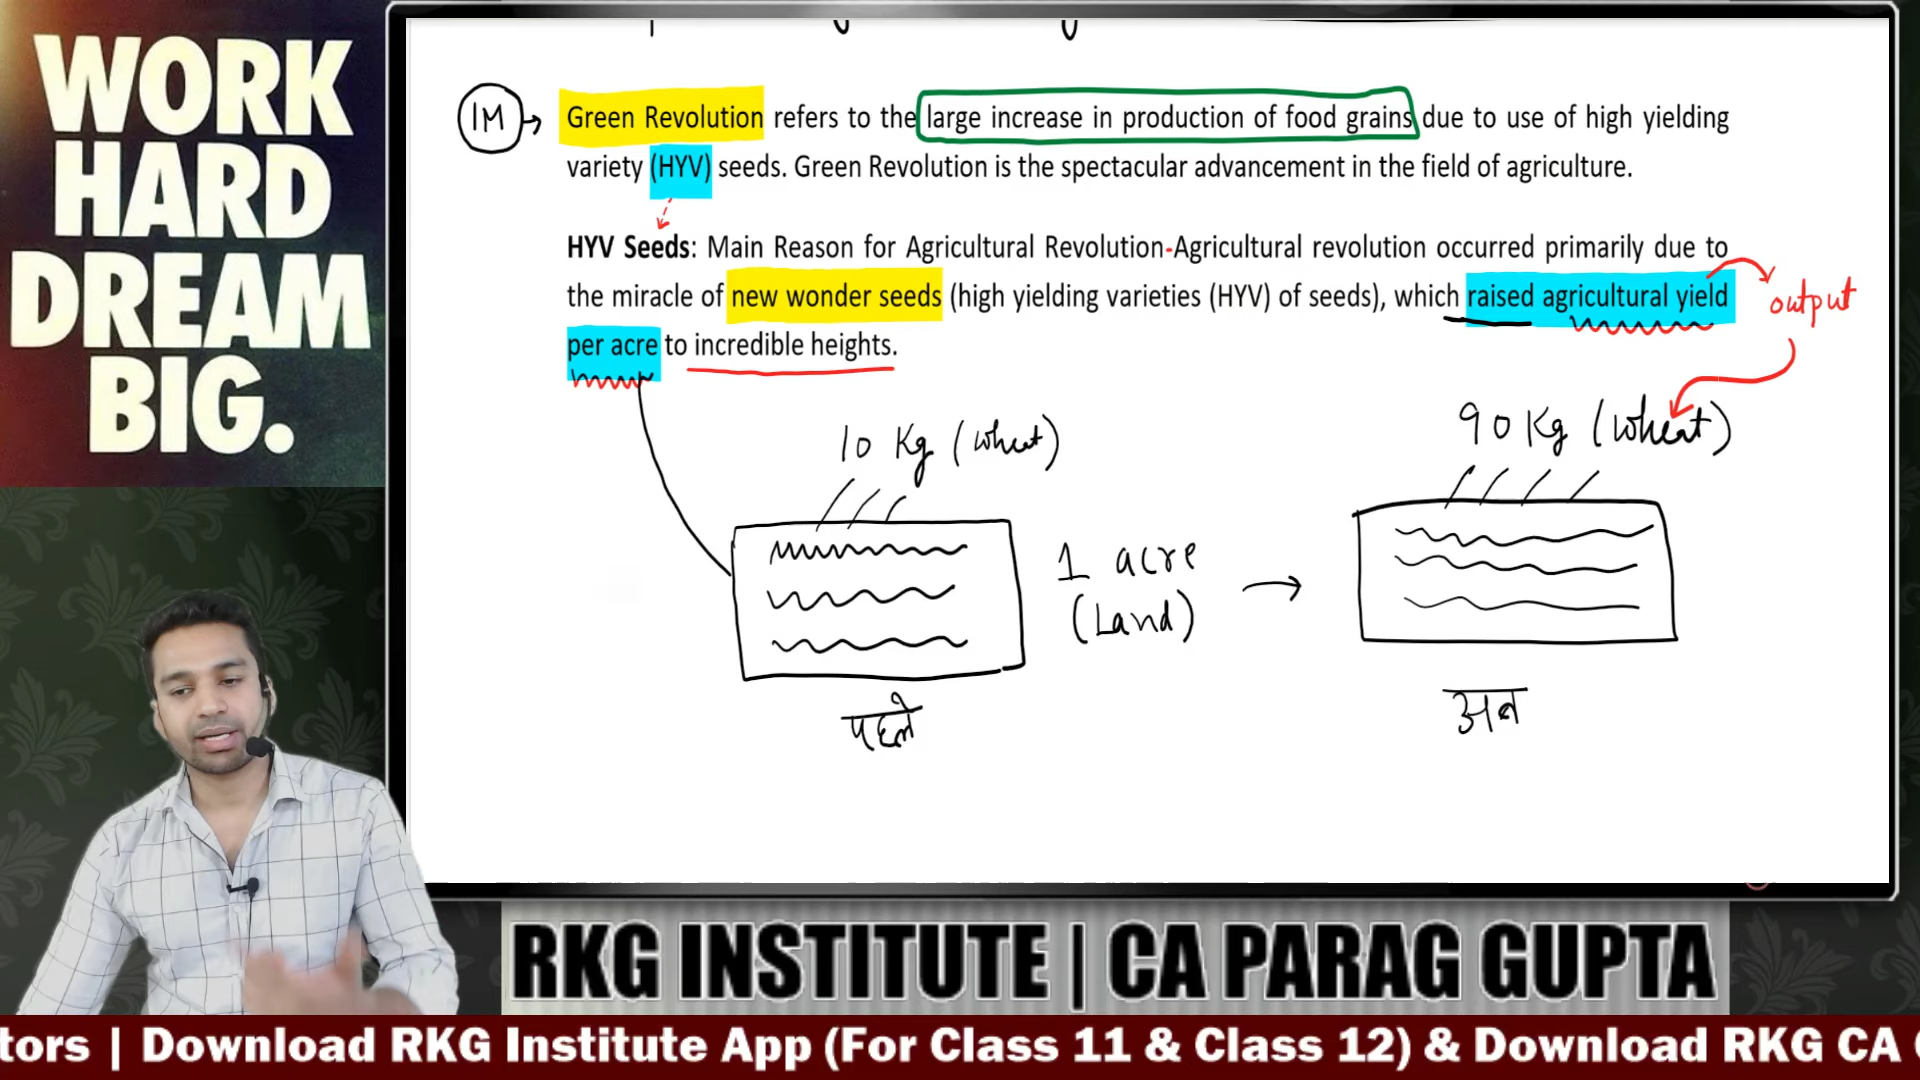 WORK
HARD
DREAM
BIG.
1M → Green Revolution refers to the large increase in production of food grains due to use of high yielding
variety (HYV) seeds. Green Revolution is the spectacular advancement in the field of agriculture.
HYV Seeds: Main Reason for Agricultural Revolution-Agricultural revolution occurred primarily due to
the miracle of new wonder seeds (high yielding varieties (HYV) of seeds), which raised agricultural yield
output
per acre to incredible heights.
10 Kg (wheat)
90 Kg (wheat)
1 acre
(Land)
पहले
अब
RKG INSTITUTE | CA PARAG GUPTA
tors | Download RKG Institute App (For Class 11 & Class 12) & Download RKG CA